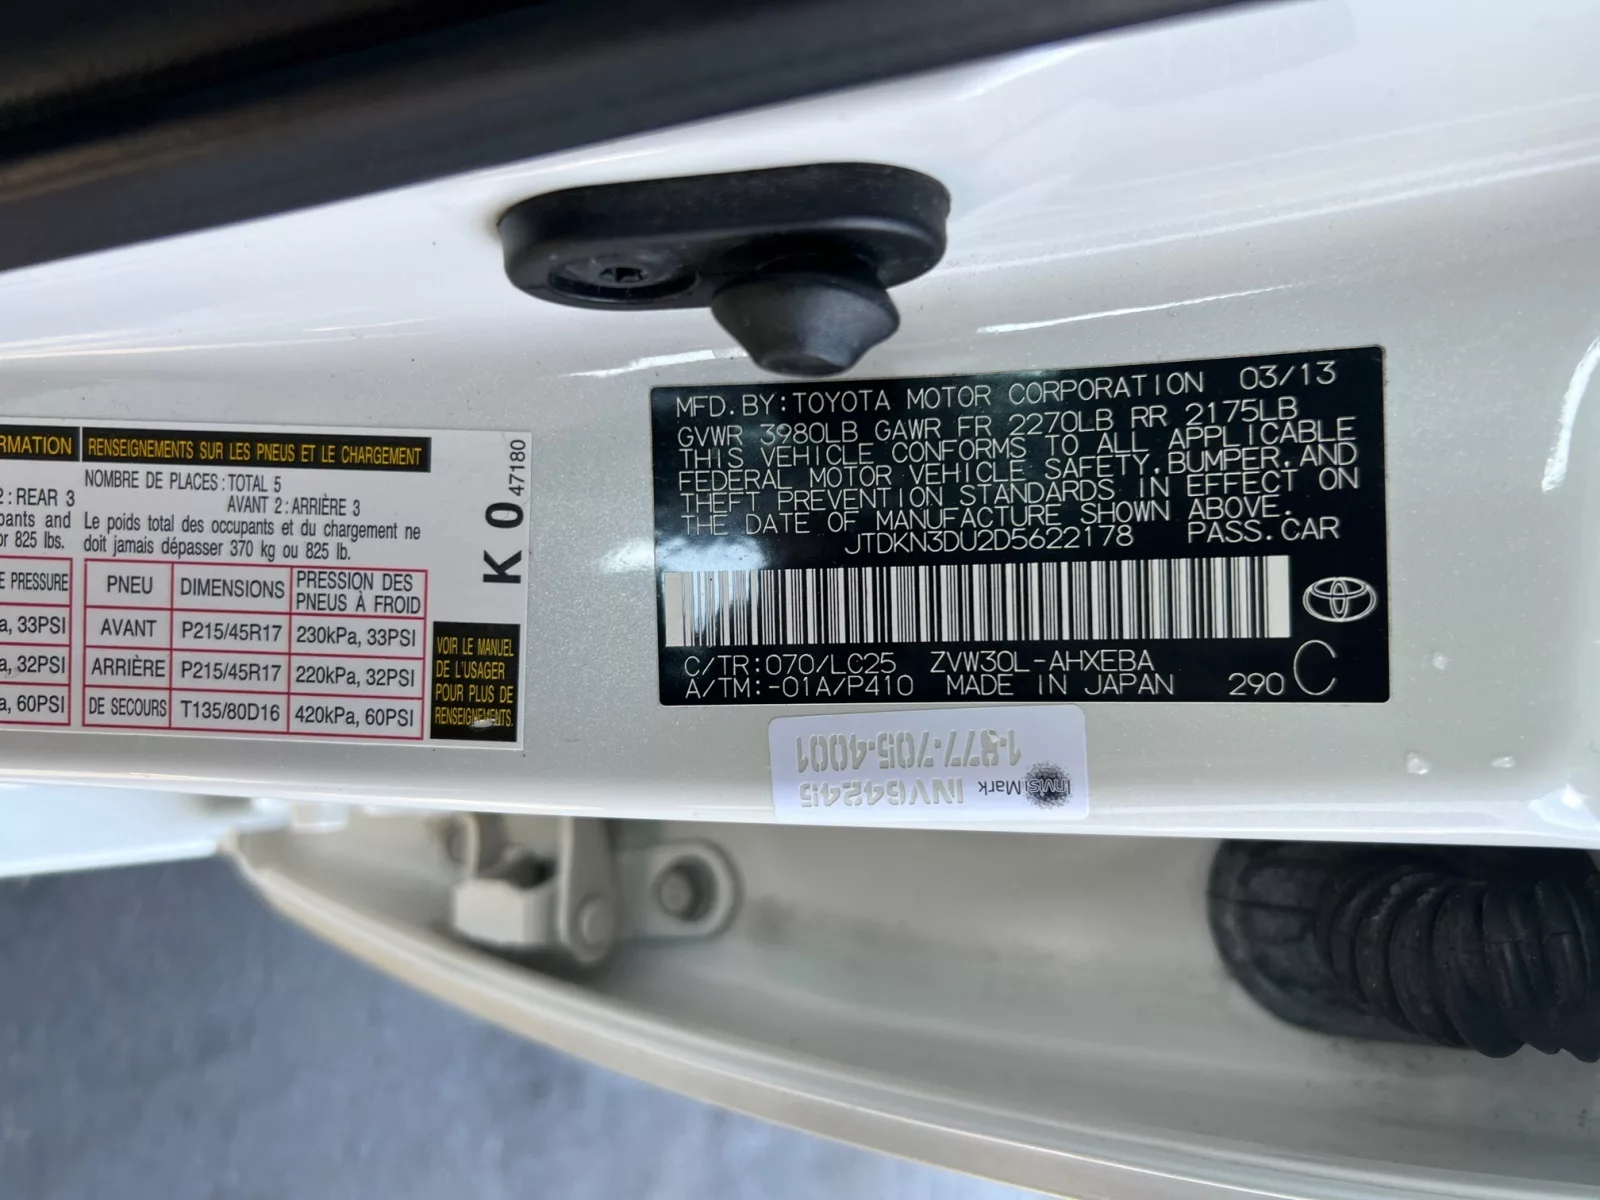 RMATION
RENSEIGNEMENTS SUR LES PNEUS ET LE CHARGEMENT
NOMBRE DE PLACES : TOTAL 5
2 : REAR 3
AVANT 2 : ARRIÈRE 3
pants and
or 825 lbs.
Le poids total des occupants et du chargement ne
doit jamais dépasser 370 kg ou 825 lb.
E PRESSURE
PNEU DIMENSIONS PRESSION DES
PNEUS À FROID
a, 33PSI
AVANT P215/45R17 230kPa, 33PSI
a, 32PSI
ARRIÈRE P215/45R17 220kPa, 32PSI
a, 60PSI
DE SECOURS T135/80D16 420kPa, 60PSI
K 0 47180
VOIR LE MANUEL
DE L'USAGER
POUR PLUS DE
RENSEIGNEMENTS.
MFD. BY: TOYOTA MOTOR CORPORATION 03/13
GVWR 3980LB GAWR FR 2270LB RR 2175LB
THIS VEHICLE CONFORMS TO ALL APPLICABLE
FEDERAL MOTOR VEHICLE SAFETY, BUMPER, AND
THEFT PREVENTION STANDARDS IN EFFECT ON
THE DATE OF MANUFACTURE SHOWN ABOVE.
JTDKN3DU2D5622178 PASS. CAR
C/TR: 070/LC25 ZVW30L-AHXEBA
A/TM: -01A/P410 MADE IN JAPAN 290 C
InvisiMark INV64245
1-877-705-4001